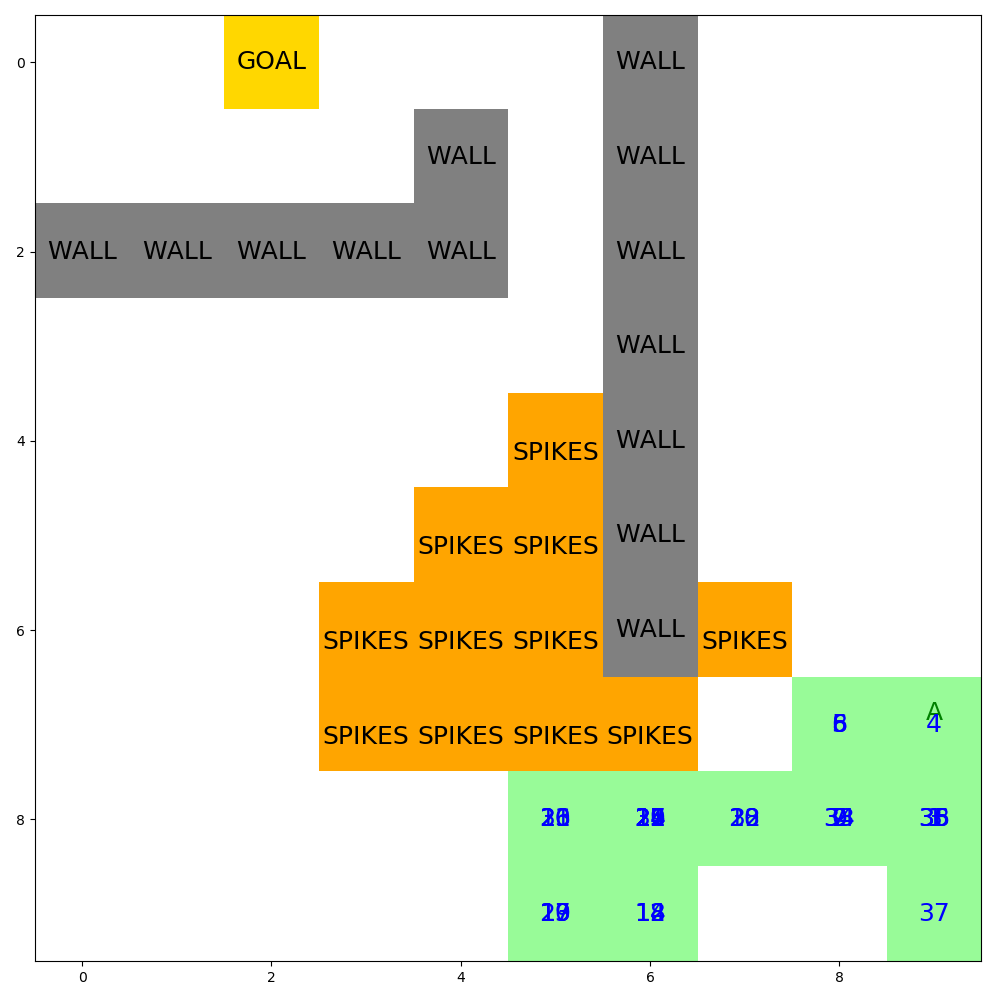 GOAL WALL
0
WALL WALL
WALL WALL WALL WALL WALL WALL
2
WALL
SPIKES WALL
4
SPIKES SPIKES WALL
SPIKES SPIKES SPIKES WALL SPIKES
6
A
SPIKES SPIKES SPIKES SPIKES 4
8
37
0 2 4 6 8